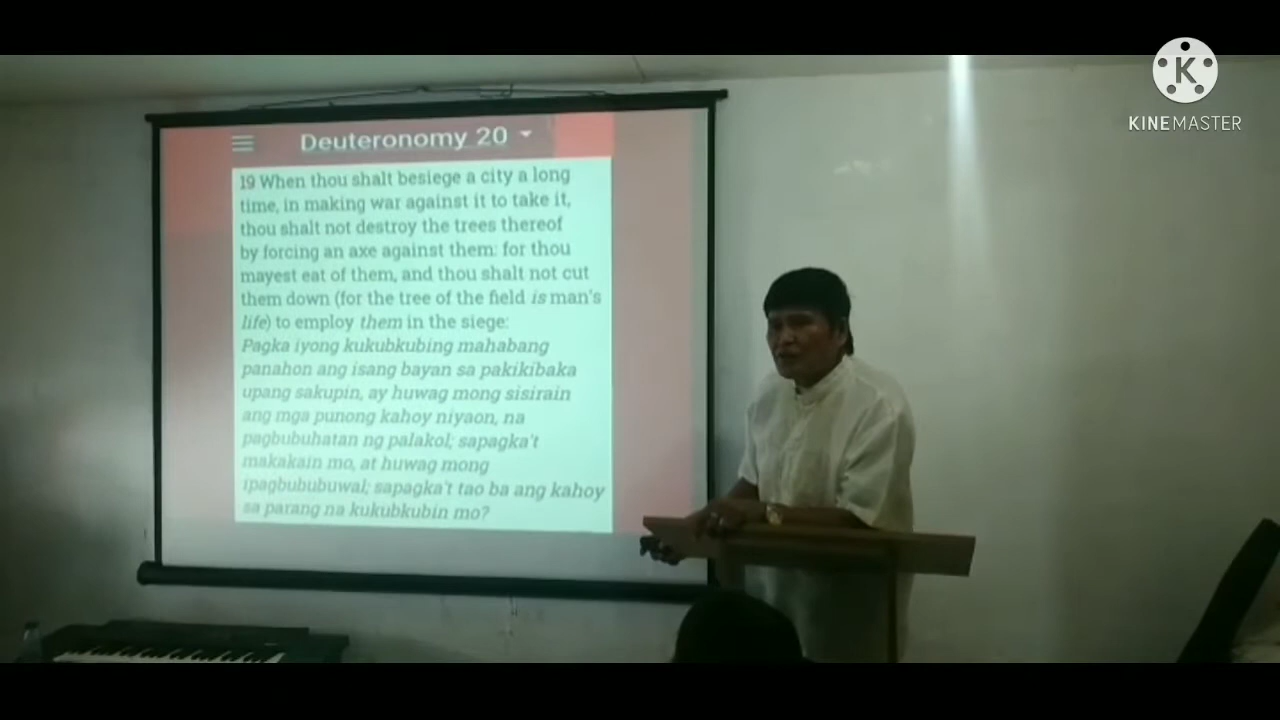 K
KINEMASTER
Deuteronomy 20
19 When thou shalt besiege a city a long
time, in making war against it to take it,
thou shalt not destroy the trees thereof
by forcing an axe against them: for thou
mayest eat of them, and thou shalt not cut
them down (for the tree of the field is man's
life) to employ them in the siege:
Pagka iyong kukubkubing mahabang
panahon ang isang bayan sa pakikibaka
upang sakupin, ay huwag mong sisirain
ang mga punong kahoy niyaon, na
pagbubuhatan ng palakol; sapagka't
makakain mo, at huwag mong
ipagbububuwal; sapagka't tao ba ang kahoy
sa parang na kukubkubin mo?